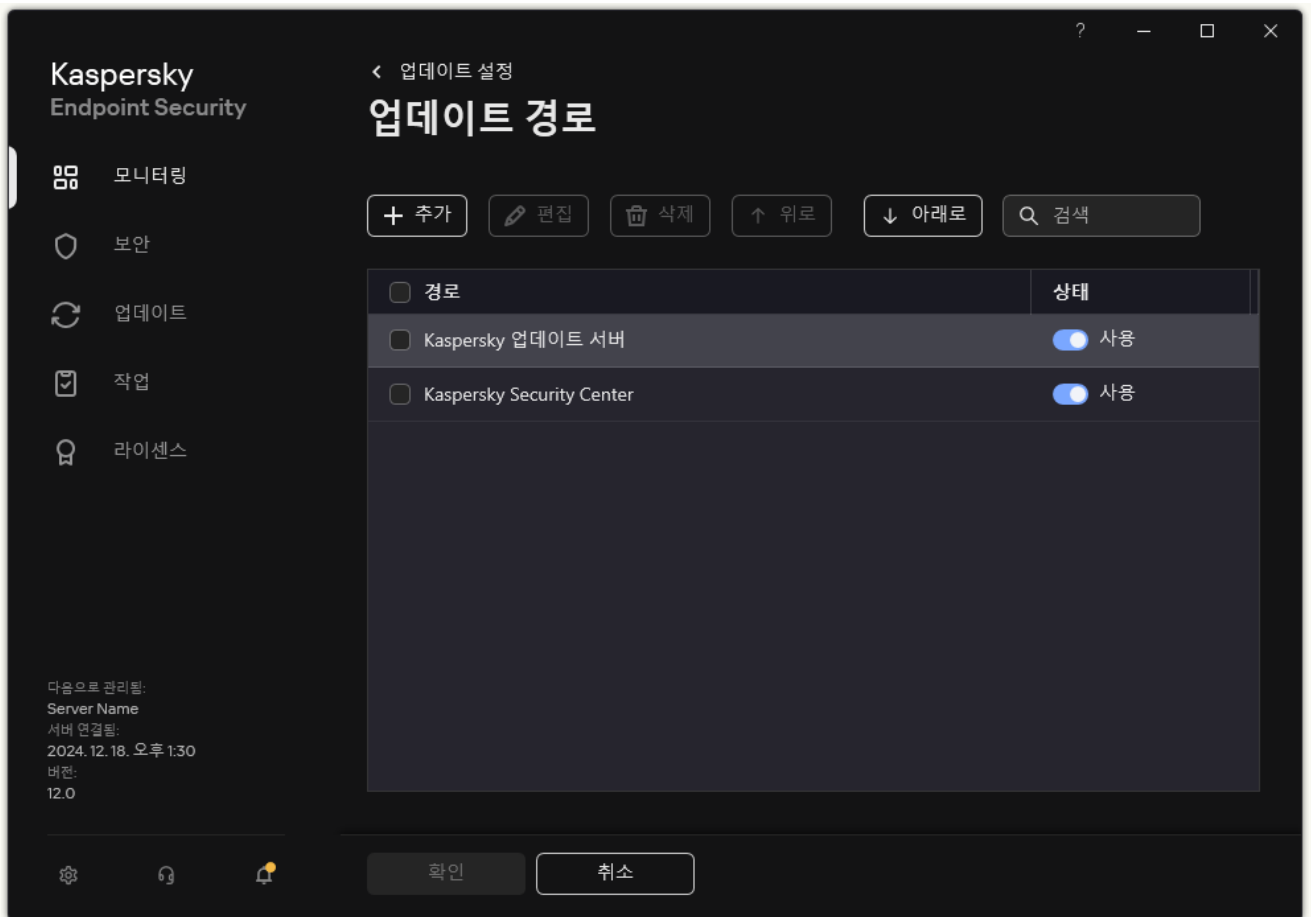 ?
Kaspersky
Endpoint Security
모니터링
보안
업데이트
작업
라이센스
다음으로 관리됨:
Server Name
서버 연결됨:
2024. 12. 18. 오후 1:30
버전:
12.0
업데이트 설정
업데이트 경로
추가 편집 삭제 위로 아래로 검색
경로 상태
Kaspersky 업데이트 서버 사용
Kaspersky Security Center 사용
확인 취소